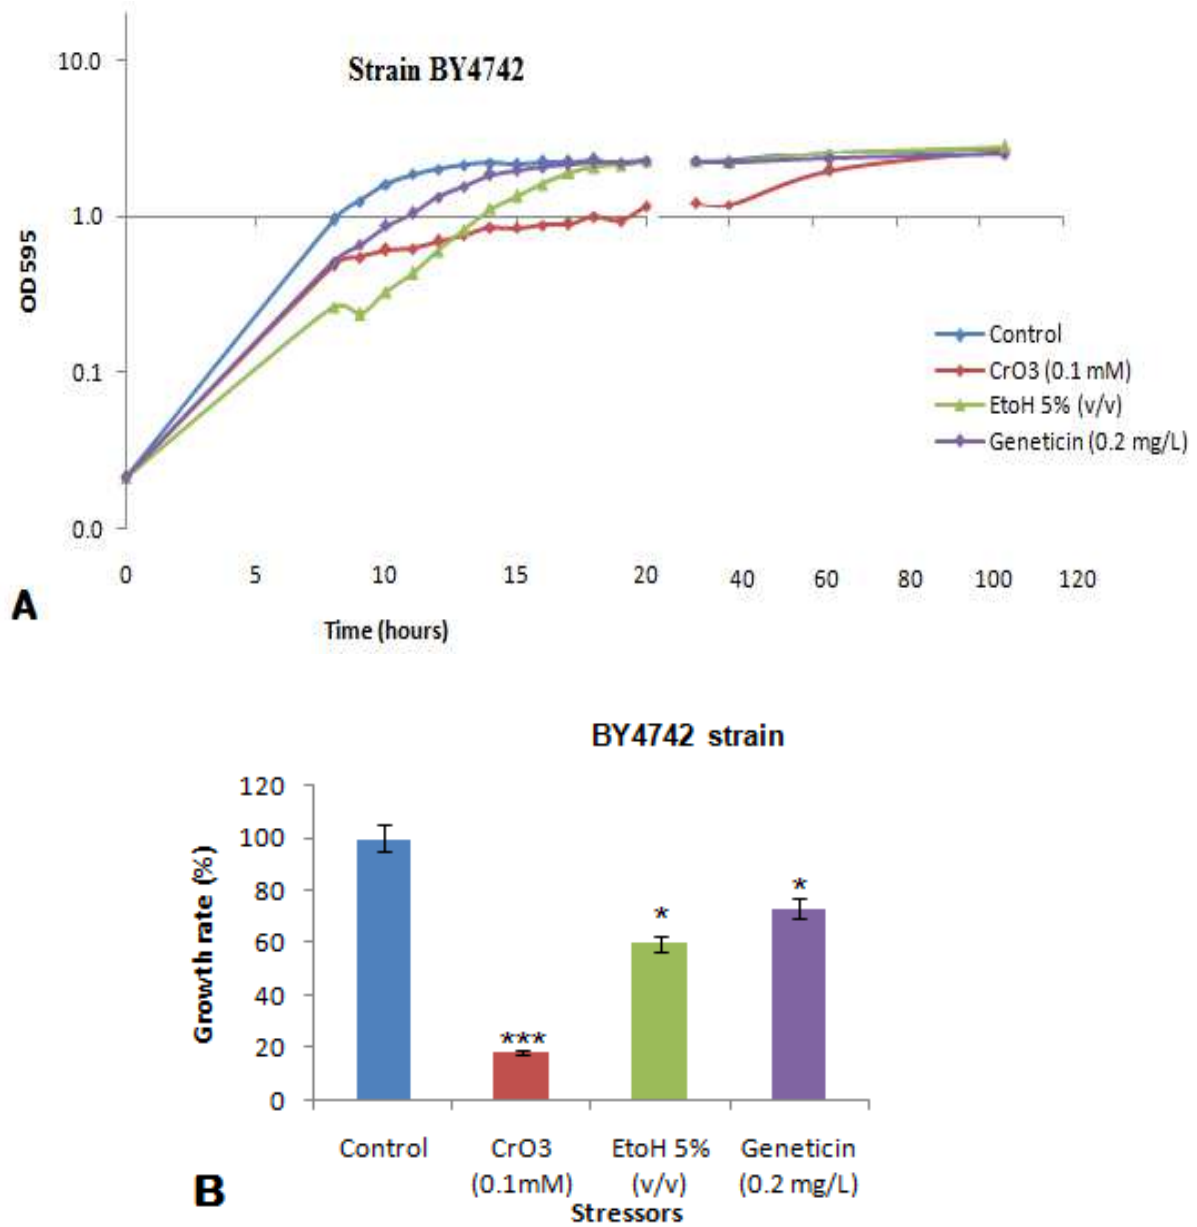 Strain BY4742
10.0
1.0
0.1
0.0
OD 595
Control
CrO3 (0.1 mM)
EtoH 5% (v/v)
Geneticin (0.2 mg/L)
0 5 10 15 20 40 60 80 100 120
Time (hours)
A
BY4742 strain
120
100
80
60
40
20
0
Growth rate (%)
***
*
*
Control CrO3 EtoH 5% Geneticin
(0.1mM) (v/v) (0.2 mg/L)
Stressors
B